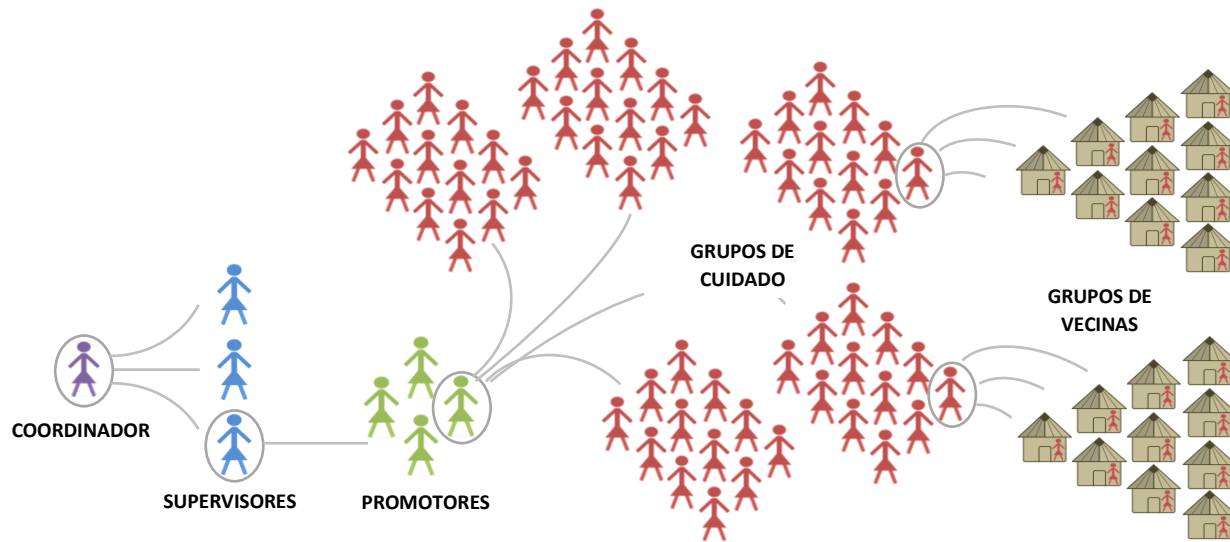 GRUPOS DE
CUIDADO
GRUPOS DE
VECINAS
COORDINADOR
SUPERVISORES
PROMOTORES